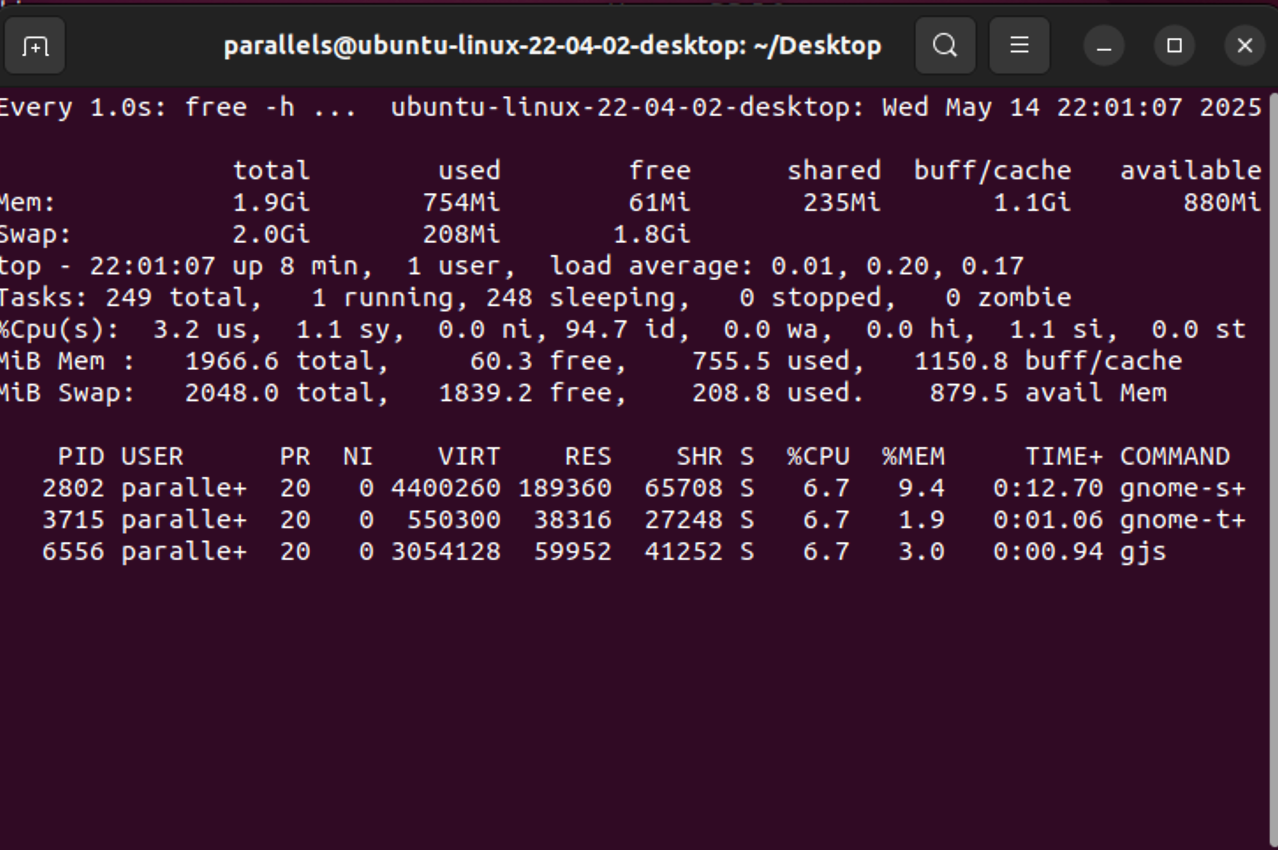 parallels@ubuntu-linux-22-04-02-desktop: ~/Desktop
Every 1.0s: free -h ...  ubuntu-linux-22-04-02-desktop: Wed May 14 22:01:07 2025
               total        used        free      shared  buff/cache   available
Mem:           1.9Gi       754Mi        61Mi       235Mi       1.1Gi       880Mi
Swap:          2.0Gi       208Mi       1.8Gi
top - 22:01:07 up 8 min,  1 user,  load average: 0.01, 0.20, 0.17
Tasks: 249 total,   1 running, 248 sleeping,   0 stopped,   0 zombie
%Cpu(s):  3.2 us,  1.1 sy,  0.0 ni, 94.7 id,  0.0 wa,  0.0 hi,  1.1 si,  0.0 st
MiB Mem :   1966.6 total,     60.3 free,    755.5 used,   1150.8 buff/cache
MiB Swap:   2048.0 total,   1839.2 free,    208.8 used.    879.5 avail Mem
    PID USER      PR  NI    VIRT    RES    SHR S  %CPU  %MEM     TIME+ COMMAND
   2802 paralle+  20   0 4400260 189360  65708 S   6.7   9.4   0:12.70 gnome-s+
   3715 paralle+  20   0  550300  38316  27248 S   6.7   1.9   0:01.06 gnome-t+
   6556 paralle+  20   0 3054128  59952  41252 S   6.7   3.0   0:00.94 gjs